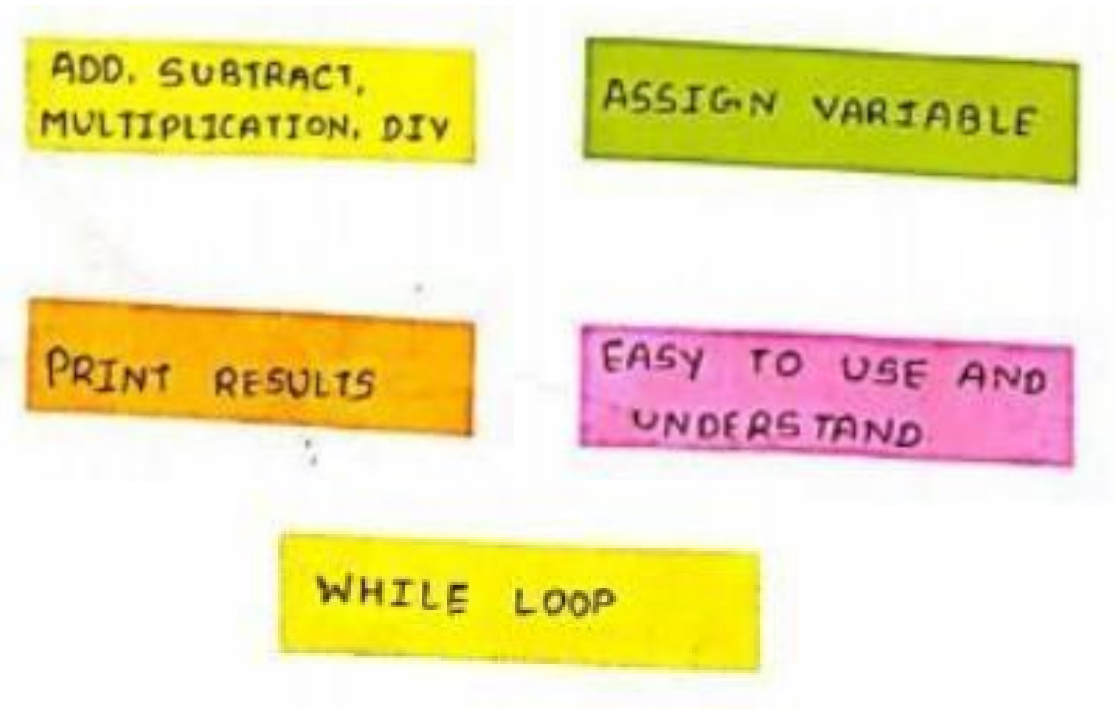 ADD, SUBTRACT,
MULTIPLICATION, DIV
ASSIGN VARIABLE
PRINT RESULTS
EASY TO USE AND
UNDERSTAND
WHILE LOOP